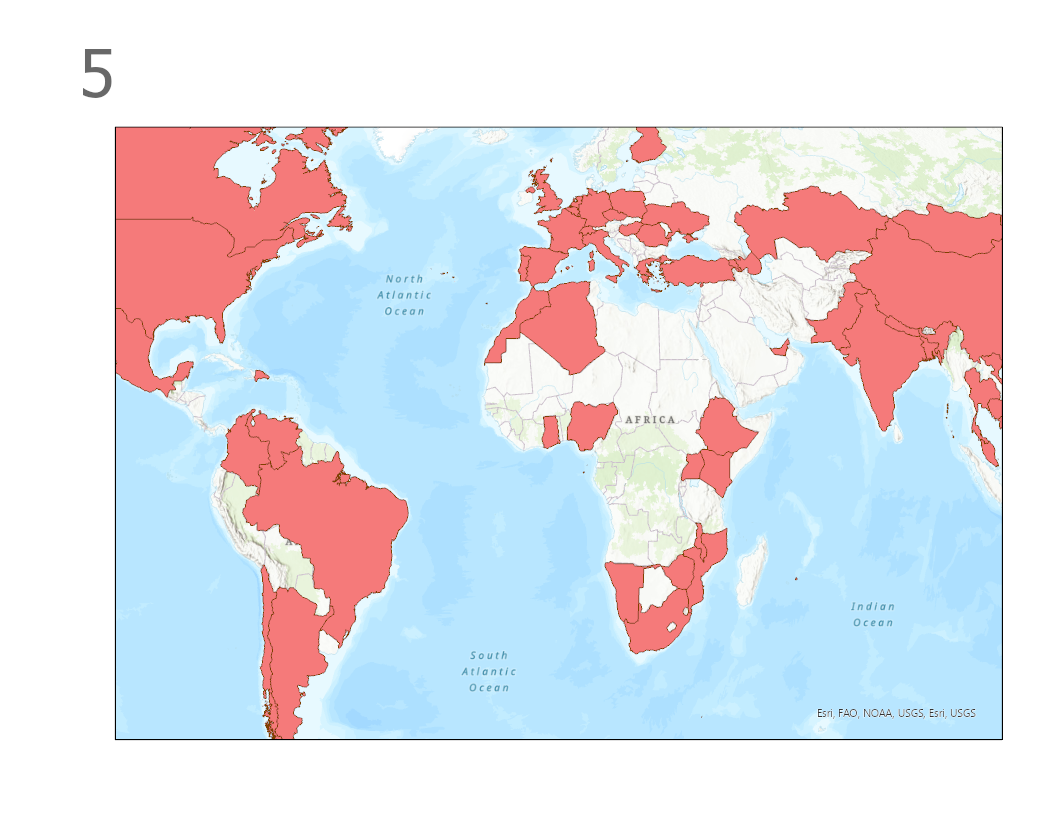 5
North
Atlantic
Ocean
AFRICA
A
Indian
Ocean
South
Atlantic
Ocean
Esri, FAO, NOAA, USGS, Esri, USGS